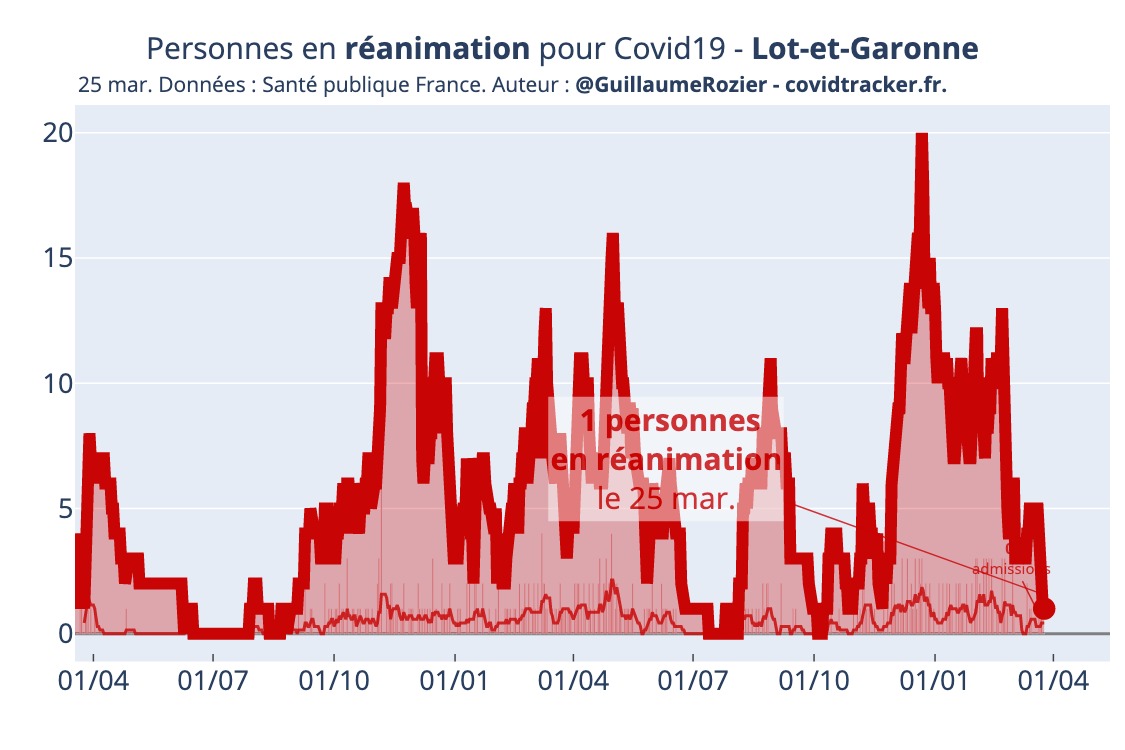 Personnes en réanimation pour Covid19 - Lot-et-Garonne
25 mar. Données : Santé publique France. Auteur : @GuillaumeRozier - covidtracker.fr.
20
15
10
5
0
1 personnes
en réanimation
le 25 mar.
admissions
01/04
01/07
01/10
01/01
01/04
01/07
01/10
01/01
01/04